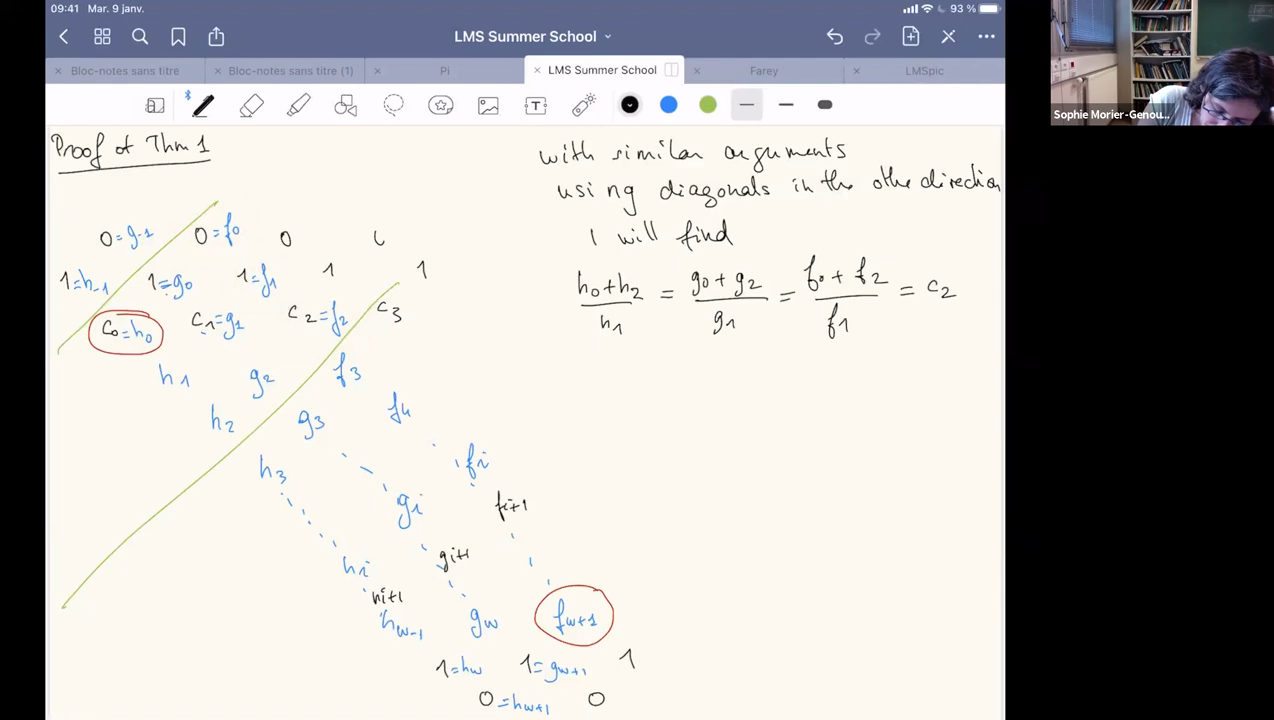 09:41 Mar. 9 janv.
93 %
LMS Summer School
Bloc-notes sans titre
Bloc-notes sans titre (1)
Pi
LMS Summer School
Farey
LMSpic
Sophie Morier-Genou...
Proof of Thm 1
0=g-1 0=f0 0 0
1=h-1 1=g0 1=f1 1 1
c0=h0 c1=g1 c2=f2 c3
h1 g2 f3
h2 g3 f4
h3 fi
gi fi+1
hi gi+1
hi+1
hw-1 gw fw+1
1=hw 1=gw+1 1
0=hw+1 0
with similar arguments
using diagonals in the othe direction
I will find
(h0+h2)/h1 = (g0+g2)/g1 = (f0+f2)/f1 = c2